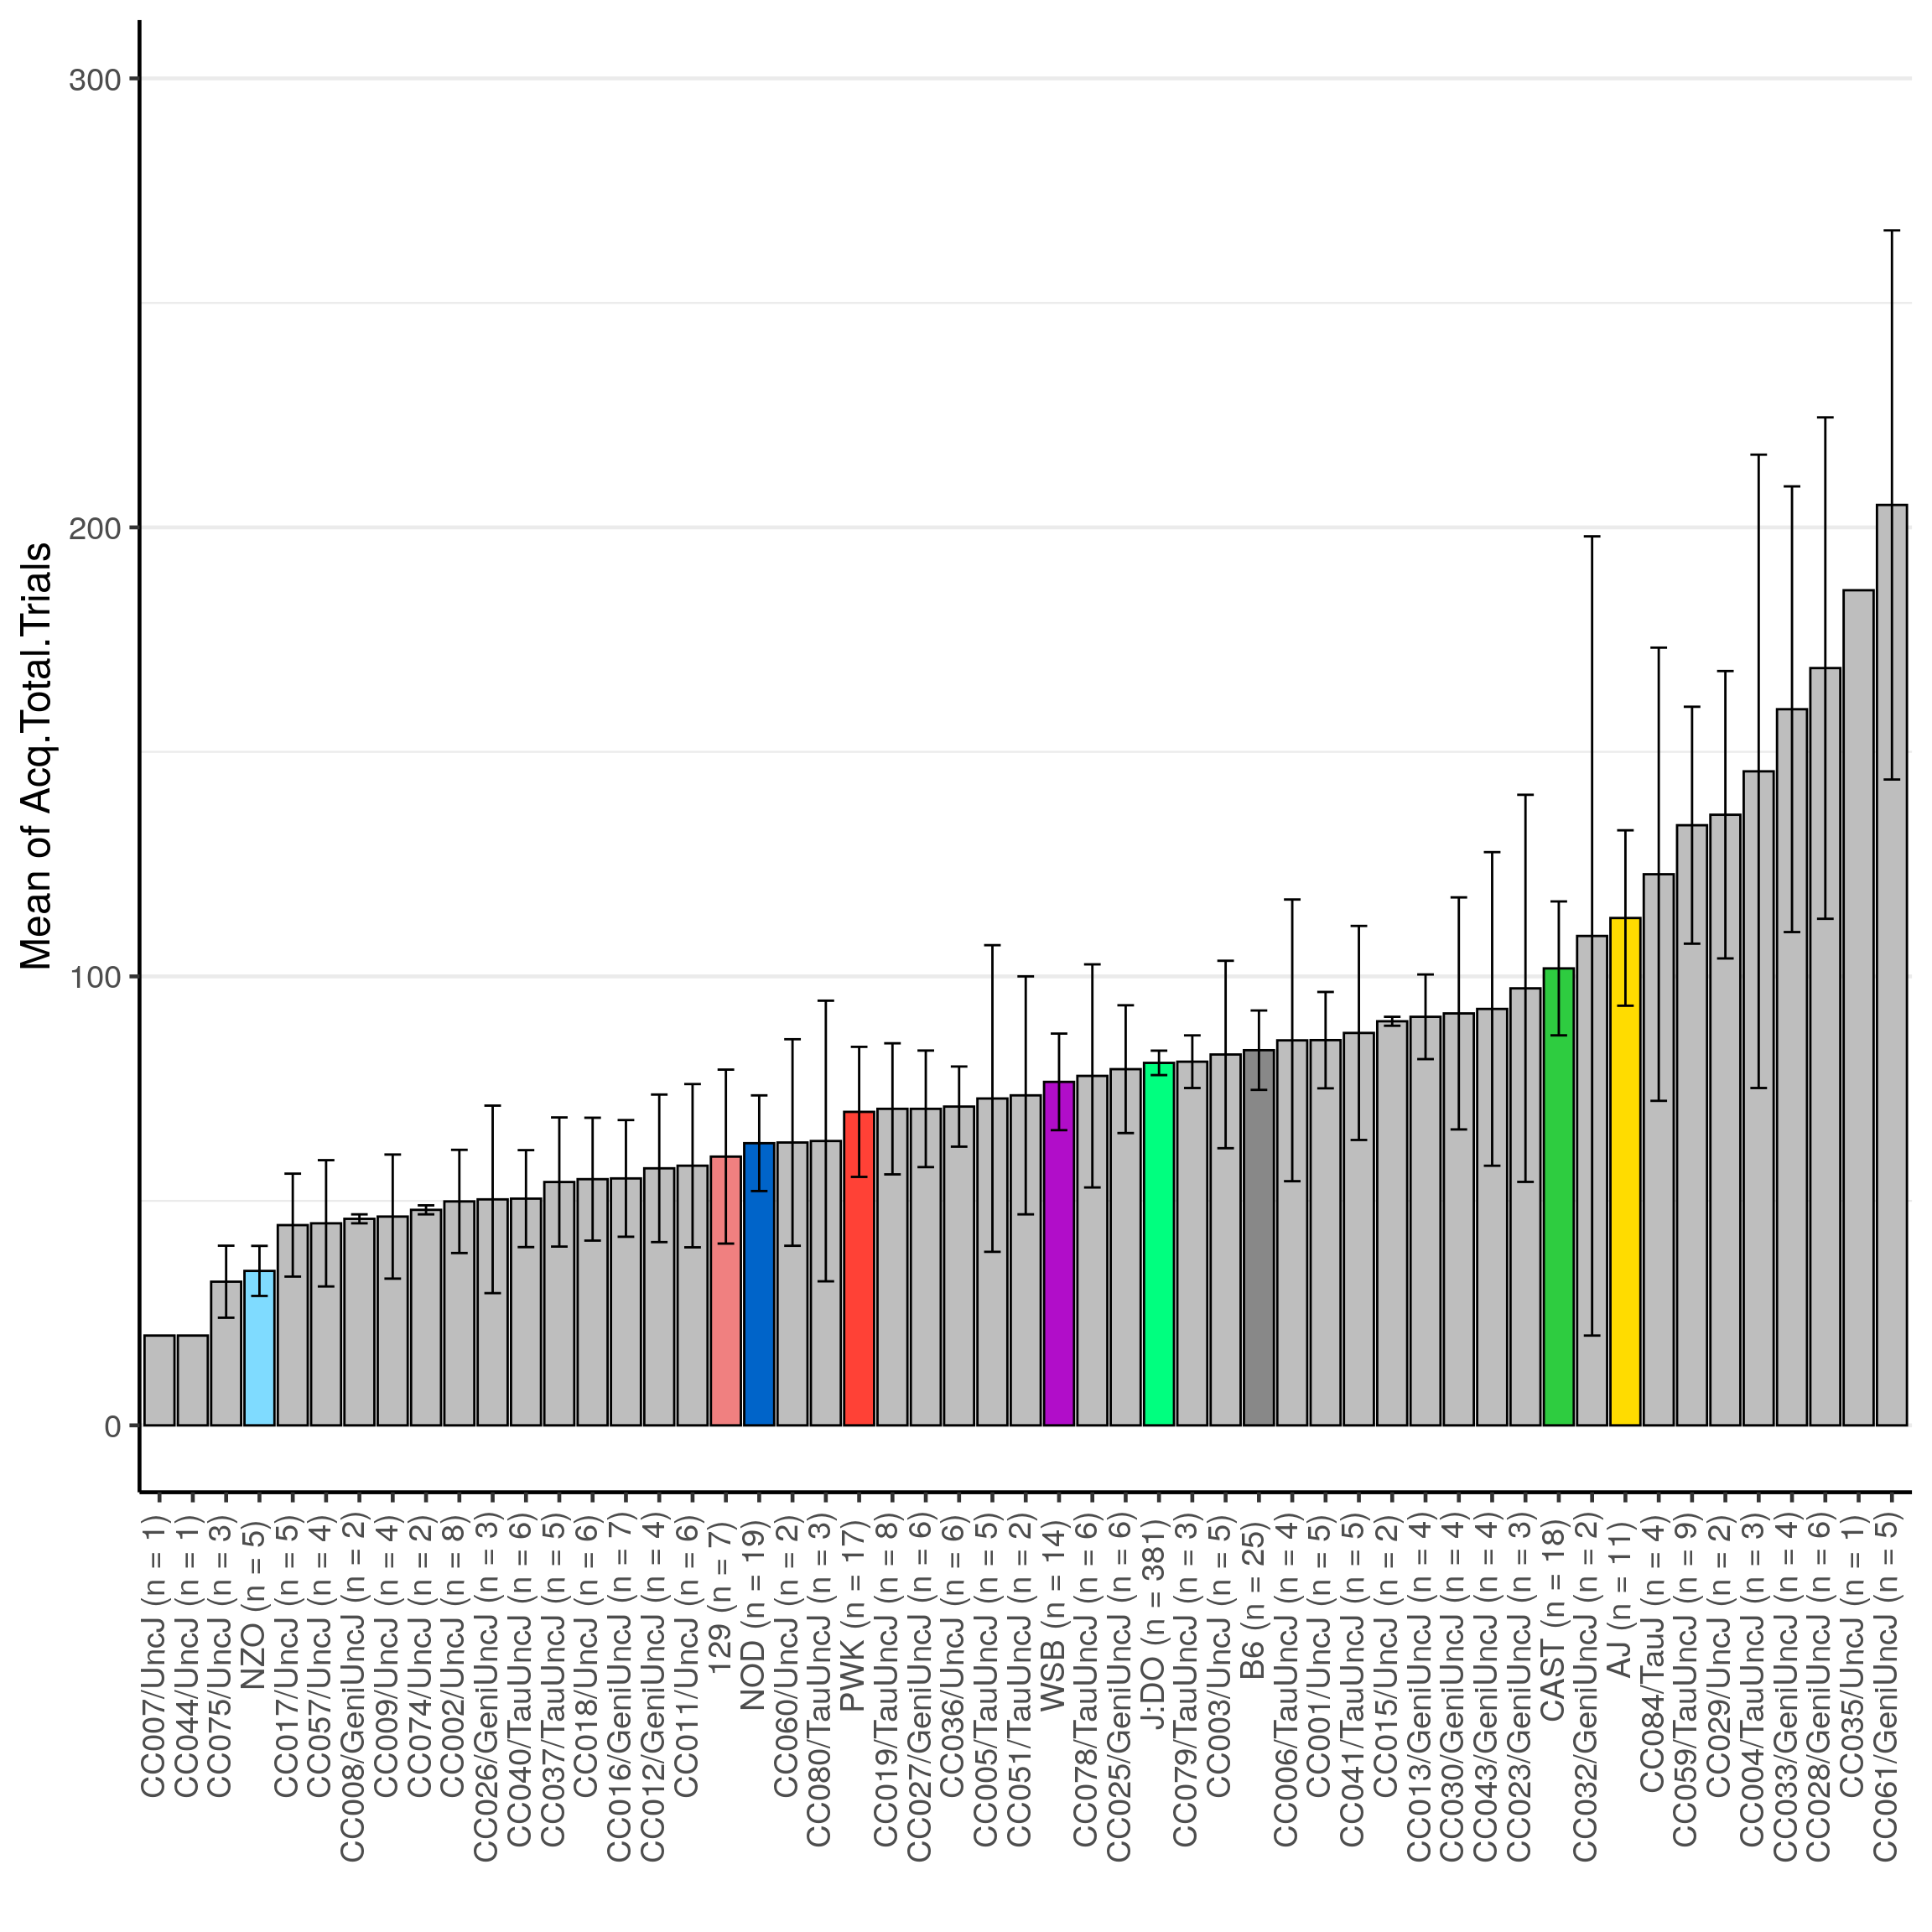 Mean of Acq.Total.Trials
300
200
100
0
CC007/UncJ (n = 1)
CC044/UncJ (n = 1)
CC075/UncJ (n = 3)
NZO (n = 5)
CC017/UncJ (n = 5)
CC057/UncJ (n = 4)
CC008/GeniUncJ (n = 2)
CC009/UncJ (n = 4)
CC074/UncJ (n = 2)
CC002/UncJ (n = 8)
CC026/GeniUncJ (n = 3)
CC040/TauUncJ (n = 6)
CC037/TauUncJ (n = 5)
CC018/UncJ (n = 6)
CC016/GeniUncJ (n = 7)
CC012/GeniUncJ (n = 4)
CC011/UncJ (n = 6)
129 (n = 7)
NOD (n = 19)
CC060/UncJ (n = 2)
CC080/TauUncJ (n = 3)
PWK (n = 17)
CC019/TauUncJ (n = 8)
CC027/GeniUncJ (n = 6)
CC036/UncJ (n = 6)
CC005/TauUncJ (n = 5)
CC051/TauUncJ (n = 2)
WSB (n = 14)
CC078/TauUncJ (n = 6)
CC025/GeniUncJ (n = 6)
J:DO (n = 381)
CC079/TauUncJ (n = 3)
CC003/UncJ (n = 5)
B6 (n = 25)
CC006/TauUncJ (n = 4)
CC001/UncJ (n = 5)
CC041/TauUncJ (n = 5)
CC015/UncJ (n = 2)
CC013/GeniUncJ (n = 4)
CC030/GeniUncJ (n = 4)
CC043/GeniUncJ (n = 4)
CC023/GeniUncJ (n = 3)
CAST (n = 18)
CC032/GeniUncJ (n = 2)
AJ (n = 11)
CC084/TauJ (n = 4)
CC059/TauUncJ (n = 9)
CC029/UncJ (n = 2)
CC004/TauUncJ (n = 3)
CC033/GeniUncJ (n = 4)
CC028/GeniUncJ (n = 6)
CC035/UncJ (n = 1)
CC061/GeniUncJ (n = 5)